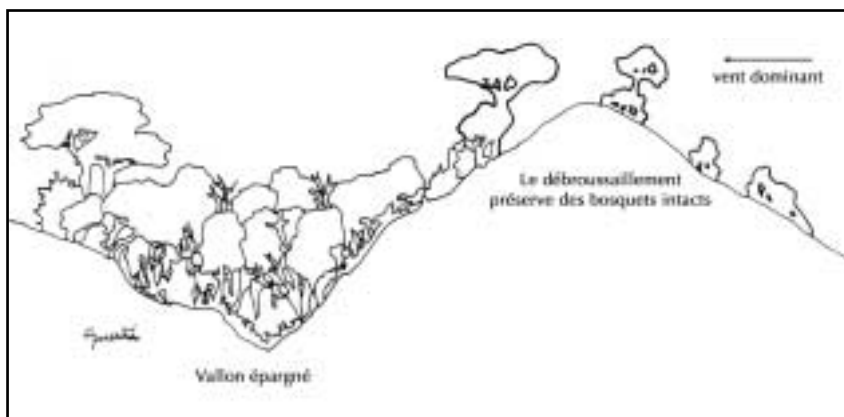 vent dominant
Le débroussaillement
préserve des bosquets intacts
Vallon épargné